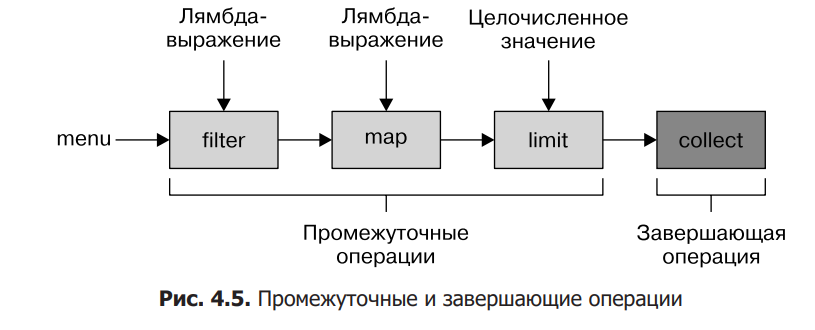 Лямбда-
выражение
Лямбда-
выражение
Целочисленное
значение
menu
filter
map
limit
collect
Промежуточные
операции
Завершающая
операция
Рис. 4.5. Промежуточные и завершающие операции